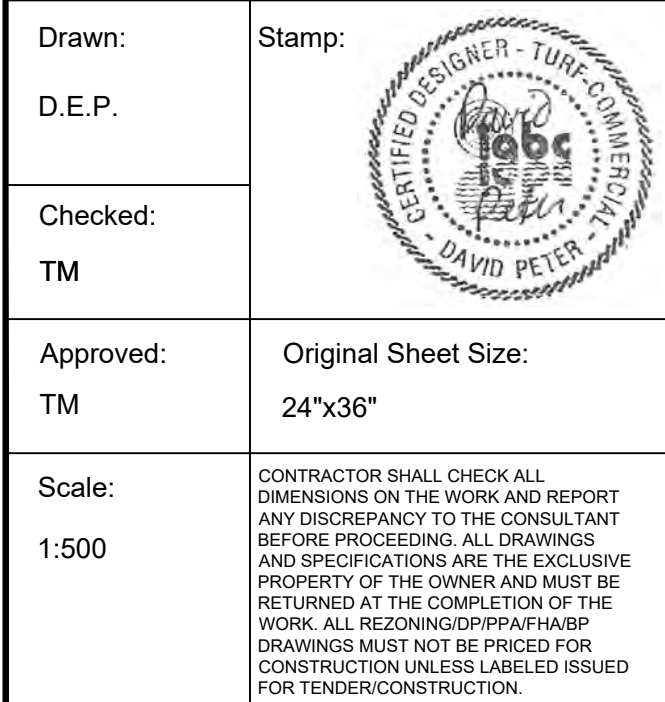 Drawn:
D.E.P.
Stamp:
CERTIFIED DESIGNER - TURF-COMMERCIAL -
David
iabc
Peter
DAVID PETER -
Checked:
TM
Approved:
TM
Original Sheet Size:
24"x36"
Scale:
1:500
CONTRACTOR SHALL CHECK ALL
DIMENSIONS ON THE WORK AND REPORT
ANY DISCREPANCY TO THE CONSULTANT
BEFORE PROCEEDING. ALL DRAWINGS
AND SPECIFICATIONS ARE THE EXCLUSIVE
PROPERTY OF THE OWNER AND MUST BE
RETURNED AT THE COMPLETION OF THE
WORK. ALL REZONING/DP/PPA/FHA/BP
DRAWINGS MUST NOT BE PRICED FOR
CONSTRUCTION UNLESS LABELED ISSUED
FOR TENDER/CONSTRUCTION.